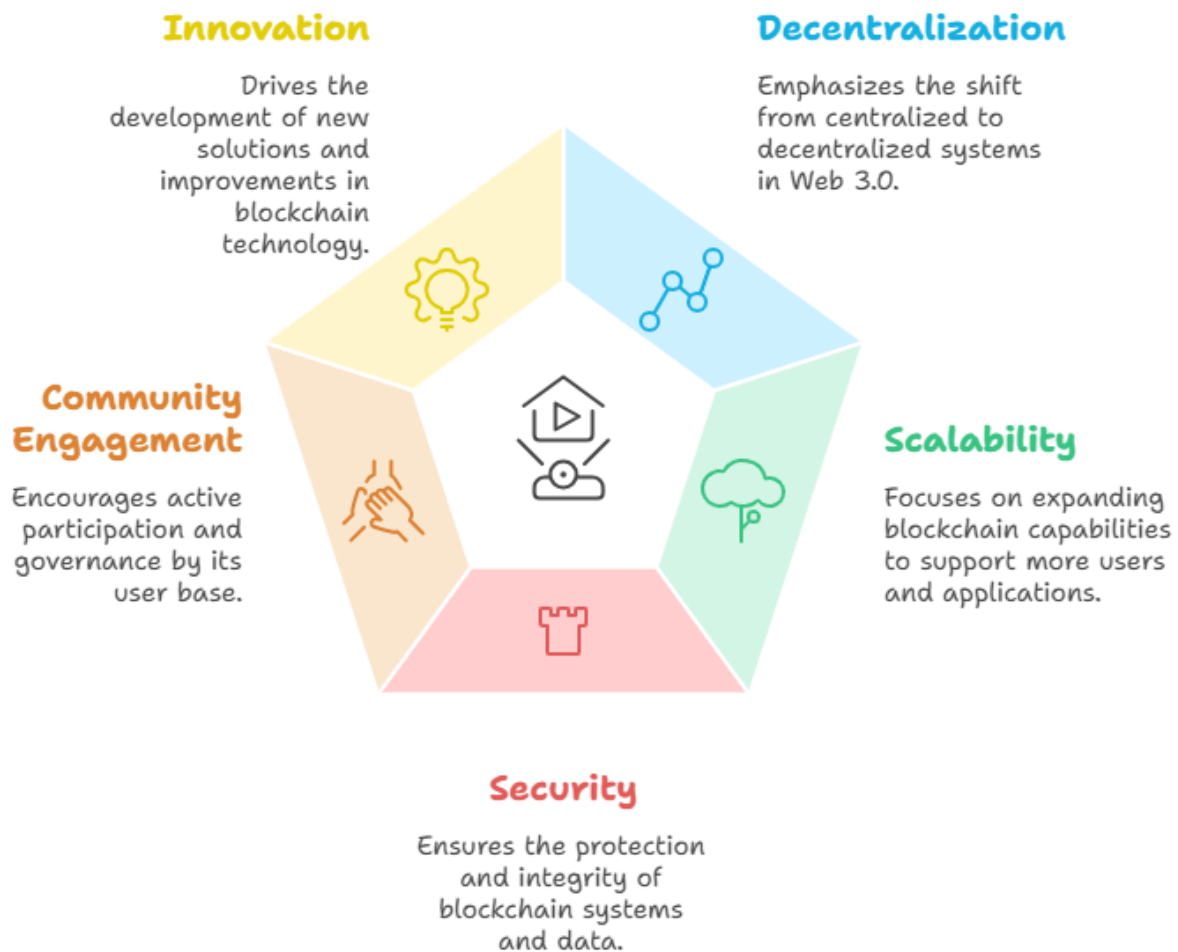 Innovation
Drives the
development of new
solutions and
improvements in
blockchain
technology.
Decentralization
Emphasizes the shift
from centralized to
decentralized systems
in Web 3.0.
Community
Engagement
Encourages active
participation and
governance by its
user base.
Scalability
Focuses on expanding
blockchain capabilities
to support more users
and applications.
Security
Ensures the protection
and integrity of
blockchain systems
and data.